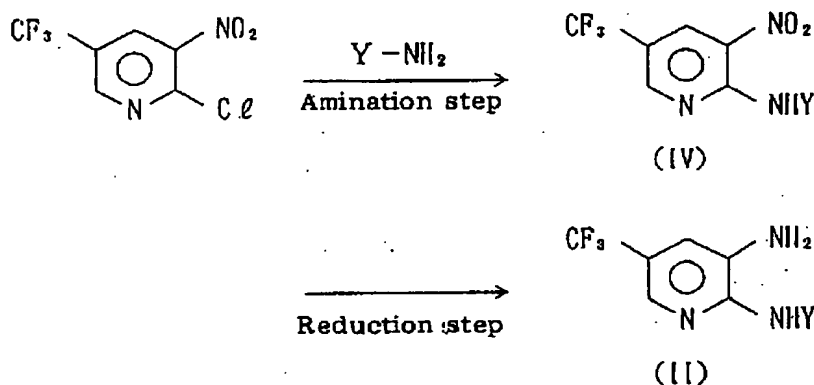 CF₃ NO₂ Y-NH₂ CF₃ NO₂
N Cℓ Amination step N NHY
(IV)
CF₃ NH₂
Reduction step N NHY
(II)